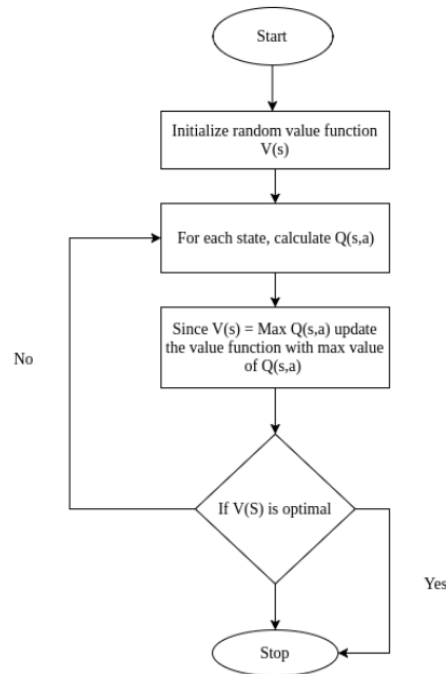 Start
Initialize random value function
V(s)
For each state, calculate Q(s,a)
Since V(s) = Max Q(s,a) update
the value function with max value
of Q(s,a)
No
If V(S) is optimal
Yes
Stop